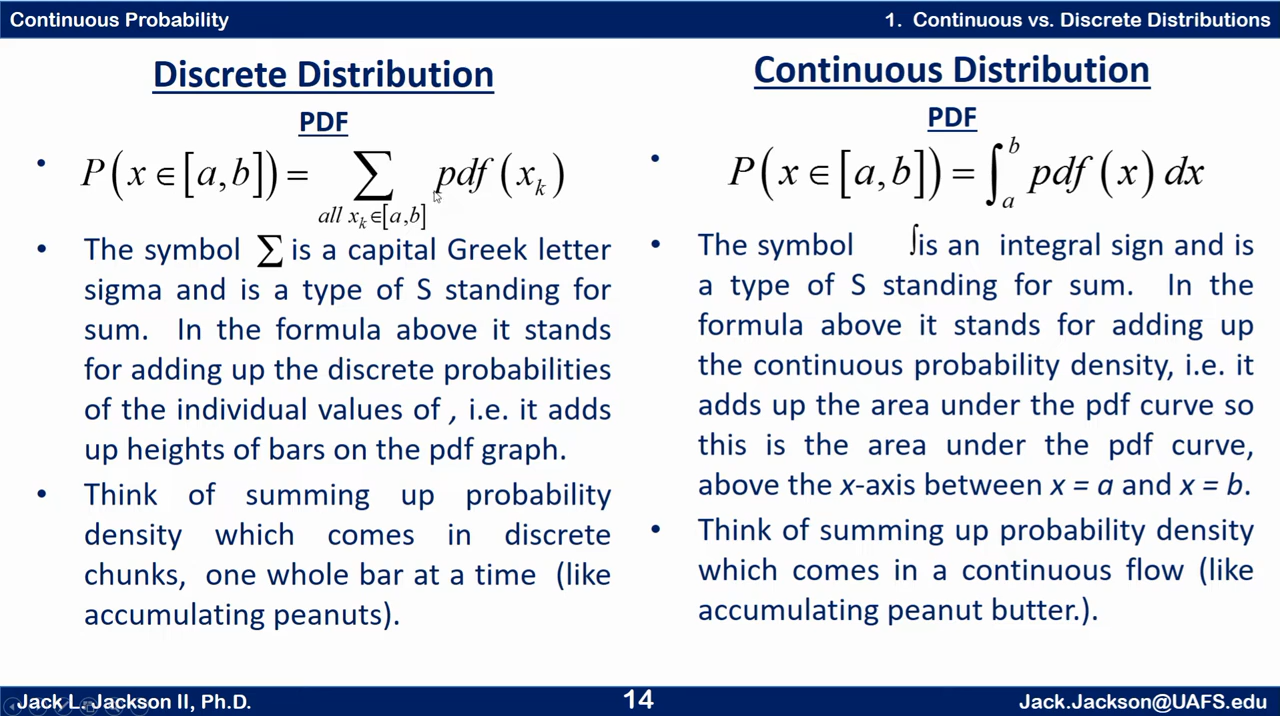 Continuous Probability
1. Continuous vs. Discrete Distributions
Discrete Distribution
PDF
• P(x ∈ [a,b]) = ∑ pdf(xₖ)
all xₖ∈[a,b]
• The symbol ∑ is a capital Greek letter
sigma and is a type of S standing for
sum. In the formula above it stands
for adding up the discrete probabilities
of the individual values of , i.e. it adds
up heights of bars on the pdf graph.
• Think of summing up probability
density which comes in discrete
chunks, one whole bar at a time (like
accumulating peanuts).
Continuous Distribution
PDF
• P(x ∈ [a,b]) = ∫ₐᵇ pdf(x) dx
• The symbol ∫is an integral sign and is
a type of S standing for sum. In the
formula above it stands for adding up
the continuous probability density, i.e. it
adds up the area under the pdf curve so
this is the area under the pdf curve,
above the x-axis between x = a and x = b.
• Think of summing up probability density
which comes in a continuous flow (like
accumulating peanut butter.).
Jack L. Jackson II, Ph.D.
14
Jack.Jackson@UAFS.edu